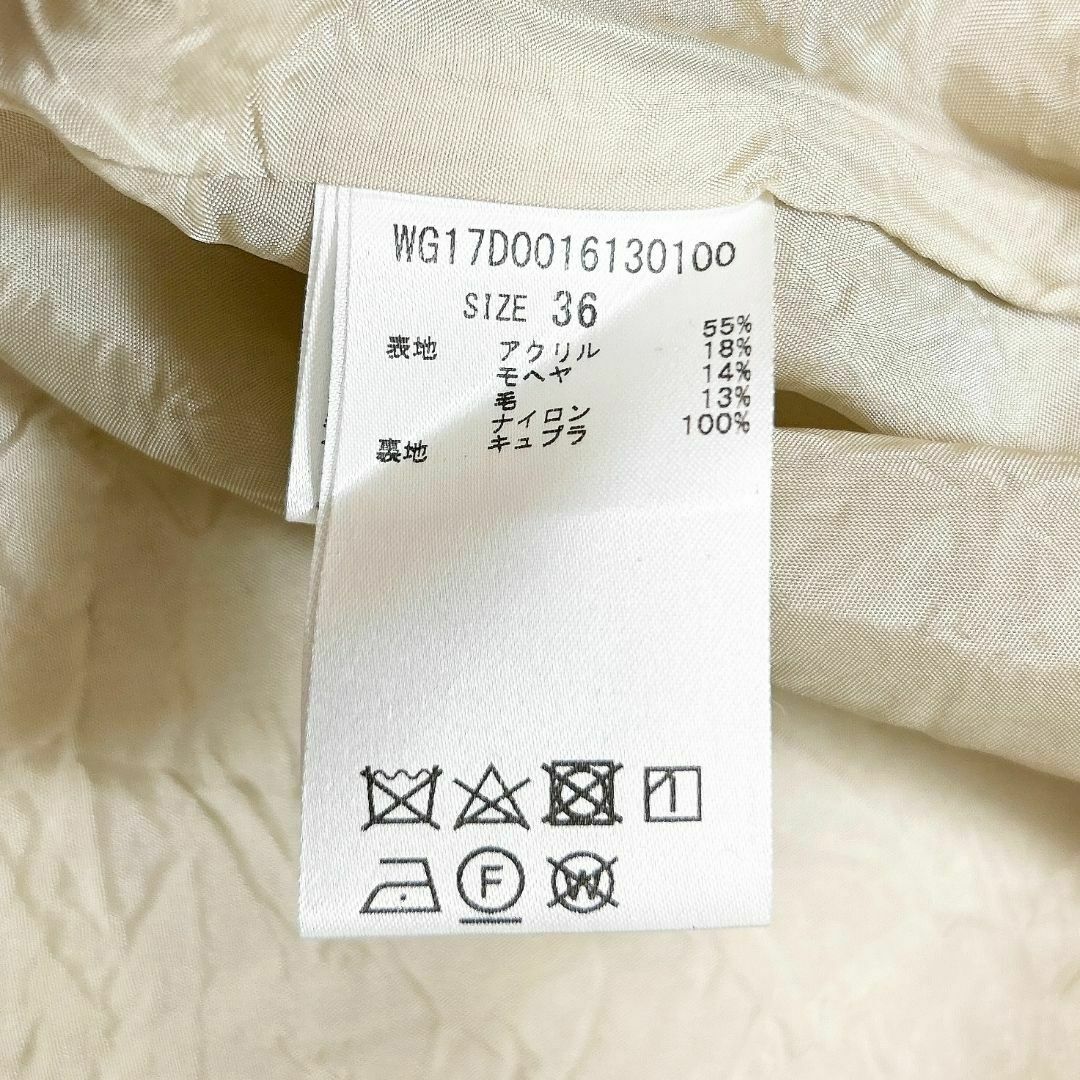 WG17D0016130100
SIZE 36
表地 アクリル 55%
モヘヤ 18%
毛 14%
ナイロン 13%
裏地 キュプラ 100%
F
W